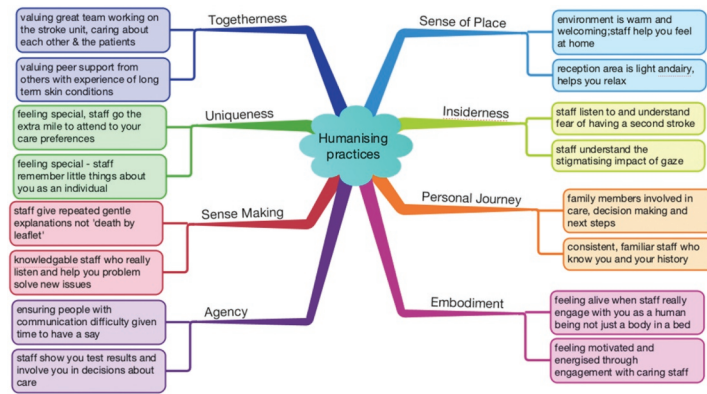 Humanising
practices
Togetherness
valuing great team working on
the stroke unit, caring about
each other & the patients
valuing peer support from
others with experience of long
term skin conditions
Uniqueness
feeling special, staff go the
extra mile to attend to your
care preferences
feeling special - staff
remember little things about
you as an individual
Sense Making
staff give repeated gentle
explanations not 'death by
leaflet'
knowledgable staff who really
listen and help you problem
solve new issues
Agency
ensuring people with
communication difficulty given
time to have a say
staff show you test results and
involve you in decisions about
care
Sense of Place
environment is warm and
welcoming;staff help you feel
at home
reception area is light andairy,
helps you relax
Insiderness
staff listen to and understand
fear of having a second stroke
staff understand the
stigmatising impact of gaze
Personal Journey
family members involved in
care, decision making and
next steps
consistent, familiar staff who
know you and your history
Embodiment
feeling alive when staff really
engage with you as a human
being not just a body in a bed
feeling motivated and
energised through
engagement with caring staff